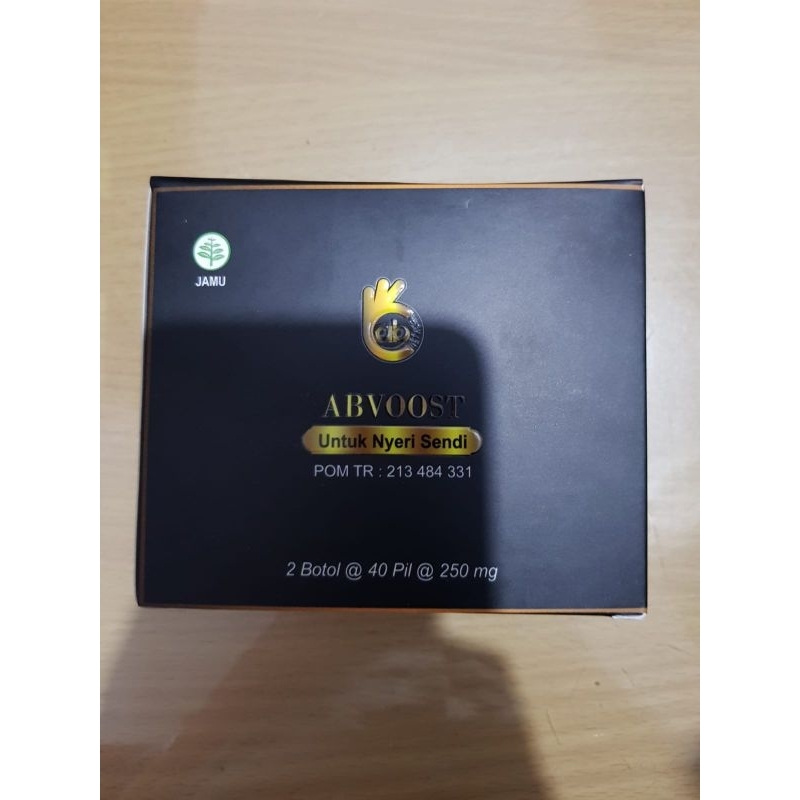 JAMU
ABVOOST
Untuk Nyeri Sendi
POM TR : 213 484 331
2 Botol @ 40 Pil @ 250 mg